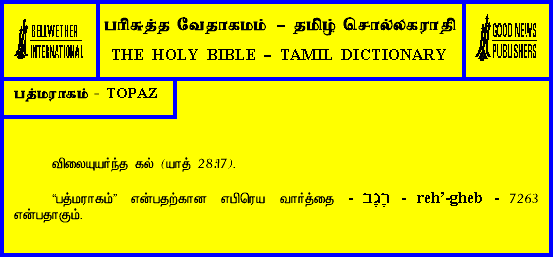 BELLWETHER
INTERNATIONAL
பரிசுத்த வேதாகமம் – தமிழ் சொல்லகராதி
THE HOLY BIBLE – TAMIL DICTIONARY
GOOD NEWS
PUBLISHERS
பத்மராகம் - TOPAZ
விலையுயர்ந்த கல் (யாத் 28:17).
“பத்மராகம்” என்பதற்கான எபிரெய வார்த்தை - רֶגֶב - reh’-gheb - 7263
என்பதாகும்.